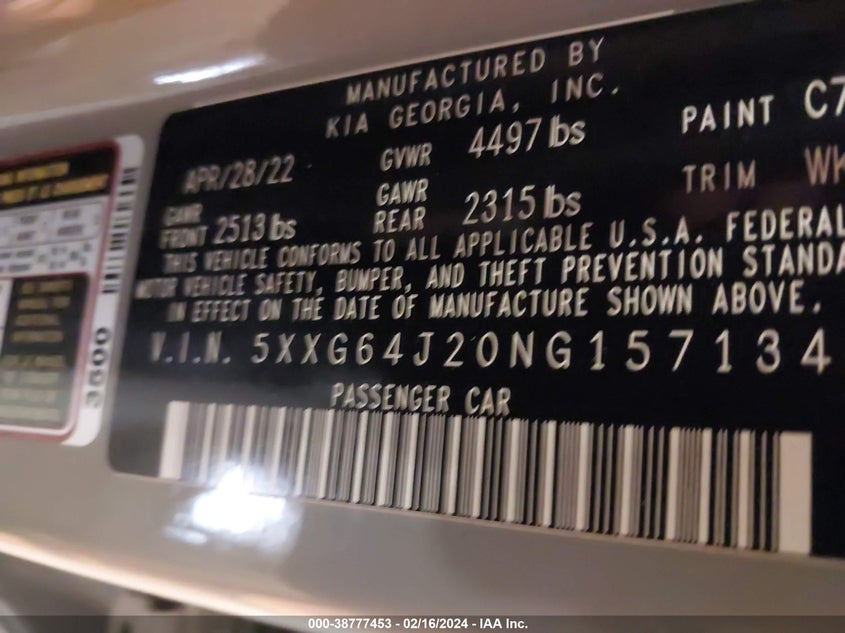 MANUFACTURED BY
KIA GEORGIA, INC.
APR/28/22 GVWR 4497 lbs PAINT C7
GAWR FRONT 2513 lbs GAWR REAR 2315 lbs TRIM WK
THIS VEHICLE CONFORMS TO ALL APPLICABLE U.S.A. FEDERAL
MOTOR VEHICLE SAFETY, BUMPER, AND THEFT PREVENTION STANDA
IN EFFECT ON THE DATE OF MANUFACTURE SHOWN ABOVE.
V.I.N. 5XXG64J20NG157134
PASSENGER CAR
3500
000-38777453 - 02/16/2024 - IAA Inc.